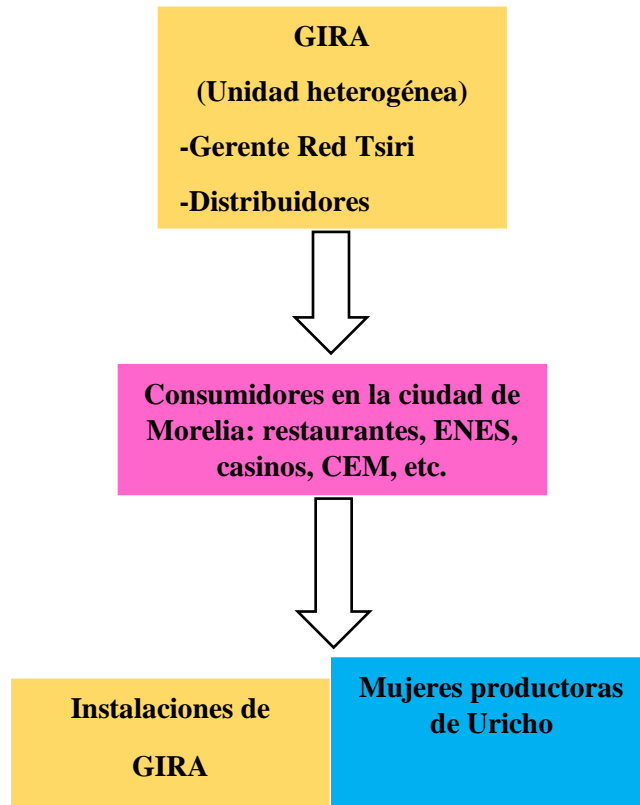 GIRA
(Unidad heterogénea)
-Gerente Red Tsiri
-Distribuidores
Consumidores en la ciudad de
Morelia: restaurantes, ENES,
casinos, CEM, etc.
Instalaciones de
GIRA
Mujeres productoras
de Uricho